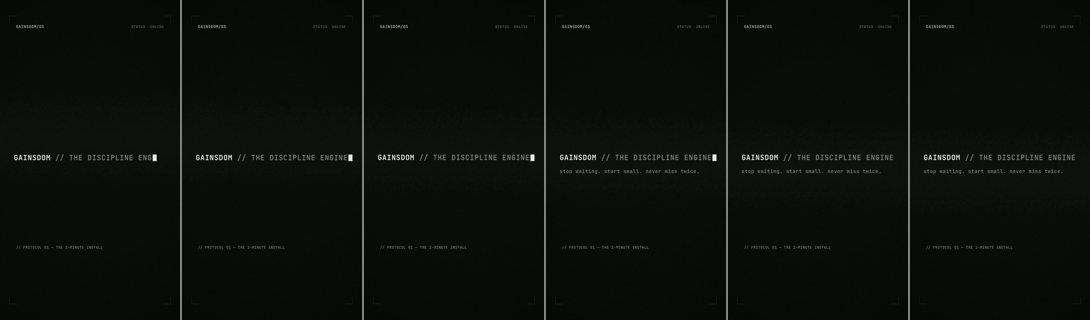 GAINSDOM/OS STATUS ONLINE
GAINSDOM // THE DISCIPLINE ENG
// PROTOCOL 01 — THE 2-MINUTE INSTALL
GAINSDOM/OS STATUS ONLINE
GAINSDOM // THE DISCIPLINE ENGINE
// PROTOCOL 01 — THE 2-MINUTE INSTALL
GAINSDOM/OS STATUS ONLINE
GAINSDOM // THE DISCIPLINE ENGINE
// PROTOCOL 01 — THE 2-MINUTE INSTALL
GAINSDOM/OS STATUS ONLINE
GAINSDOM // THE DISCIPLINE ENGINE
stop waiting. start small. never miss twice.
// PROTOCOL 01 — THE 2-MINUTE INSTALL
GAINSDOM/OS STATUS ONLINE
GAINSDOM // THE DISCIPLINE ENGINE
stop waiting. start small. never miss twice.
// PROTOCOL 01 — THE 2-MINUTE INSTALL
GAINSDOM/OS STATUS ONLINE
GAINSDOM // THE DISCIPLINE ENGINE
stop waiting. start small. never miss twice.
// PROTOCOL 01 — THE 2-MINUTE INSTALL